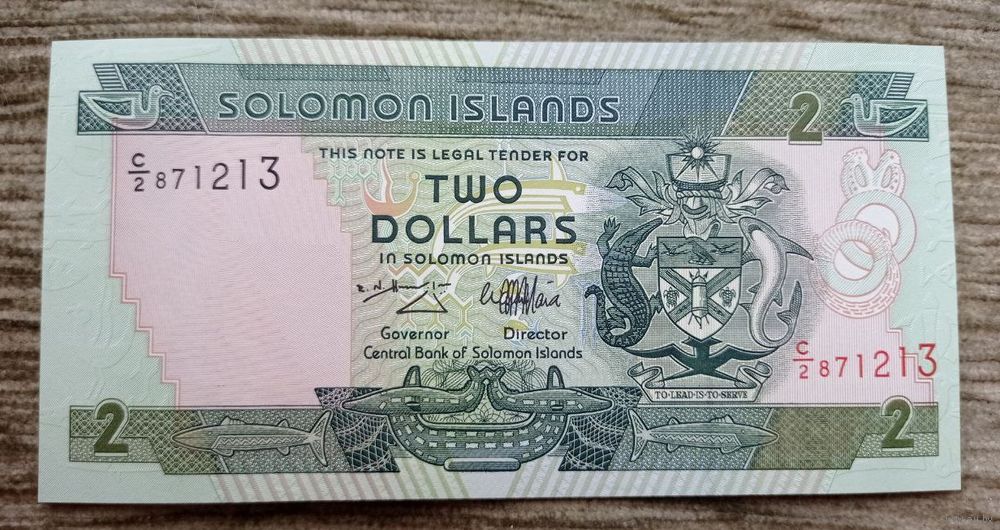 SOLOMON ISLANDS
2
C/2 871213
THIS NOTE IS LEGAL TENDER FOR
TWO
DOLLARS
IN SOLOMON ISLANDS
Governor Director
Central Bank of Solomon Islands
C/2 871213
TO·LEAD·IS·TO·SERVE
2
2